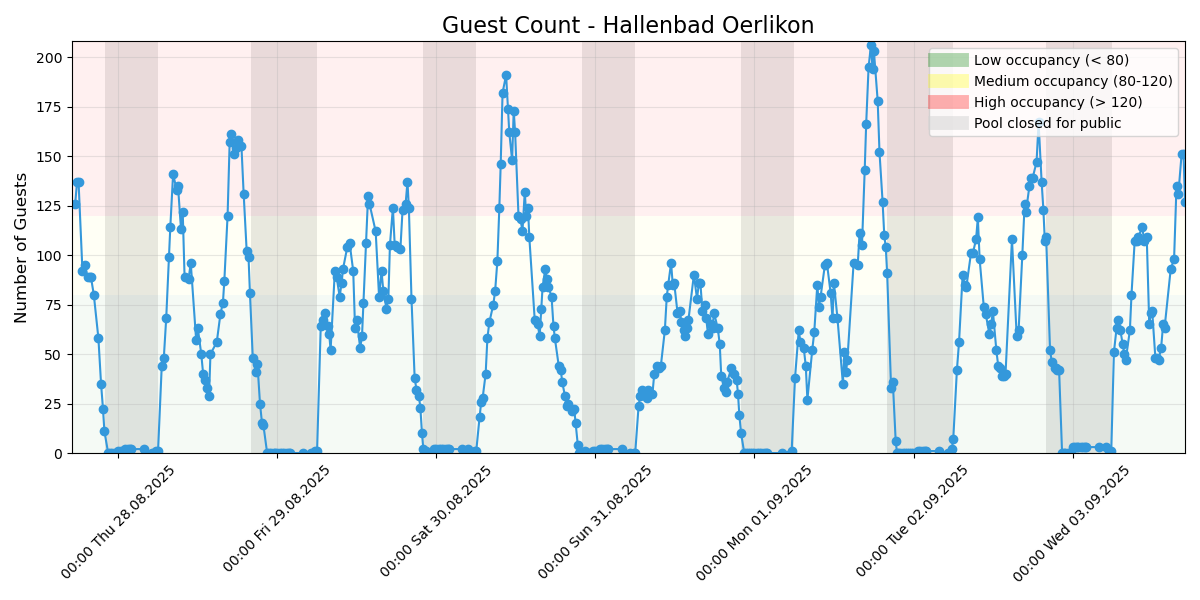 Guest Count - Hallenbad Oerlikon
Number of Guests
200
175
150
125
100
75
50
25
0
Low occupancy (< 80)
Medium occupancy (80-120)
High occupancy (> 120)
Pool closed for public
00:00 Thu 28.08.2025
00:00 Fri 29.08.2025
00:00 Sat 30.08.2025
00:00 Sun 31.08.2025
00:00 Mon 01.09.2025
00:00 Tue 02.09.2025
00:00 Wed 03.09.2025